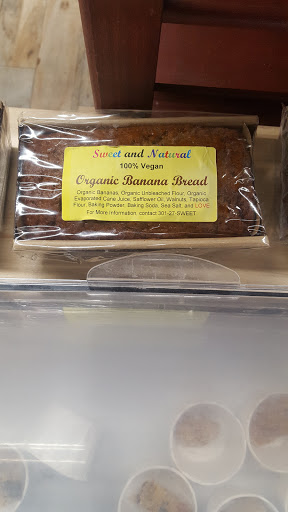 Sweet and Natural
100% Vegan
Organic Banana Bread
Organic Bananas, Organic Unbleached Flour, Organic
Evaporated Cane Juice, Safflower Oil, Walnuts, Tapioca
Flour, Baking Powder, Baking Soda, Sea Salt, and LOVE
For More Information: contact 301-27-SWEET